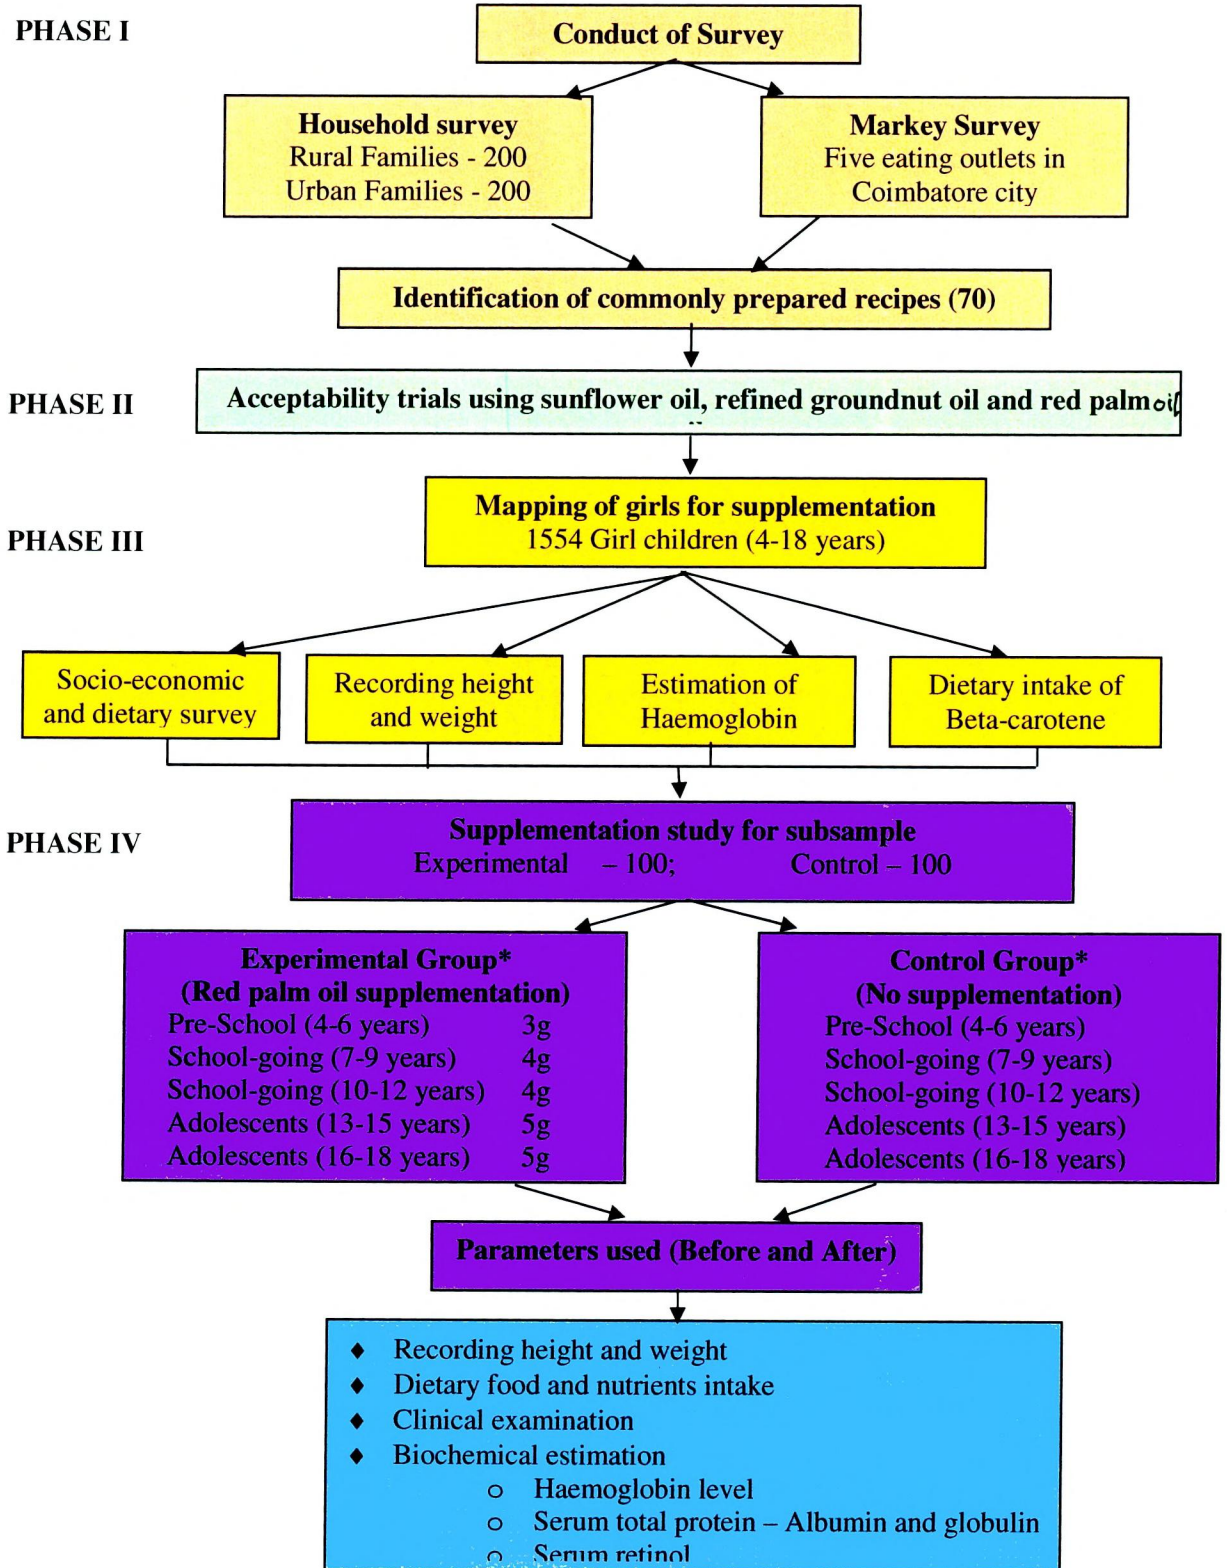 PHASE I
Conduct of Survey
Household survey
Rural Families - 200
Urban Families - 200
Markey Survey
Five eating outlets in
Coimbatore city
Identification of commonly prepared recipes (70)
PHASE II
Acceptability trials using sunflower oil, refined groundnut oil and red palm oil
PHASE III
Mapping of girls for supplementation
1554 Girl children (4-18 years)
Socio-economic
and dietary survey
Recording height
and weight
Estimation of
Haemoglobin
Dietary intake of
Beta-carotene
PHASE IV
Supplementation study for subsample
Experimental – 100; Control – 100
Experimental Group*
(Red palm oil supplementation)
Pre-School (4-6 years) 3g
School-going (7-9 years) 4g
School-going (10-12 years) 4g
Adolescents (13-15 years) 5g
Adolescents (16-18 years) 5g
Control Group*
(No supplementation)
Pre-School (4-6 years)
School-going (7-9 years)
School-going (10-12 years)
Adolescents (13-15 years)
Adolescents (16-18 years)
Parameters used (Before and After)
♦ Recording height and weight
♦ Dietary food and nutrients intake
♦ Clinical examination
♦ Biochemical estimation
o Haemoglobin level
o Serum total protein – Albumin and globulin
o Serum retinol